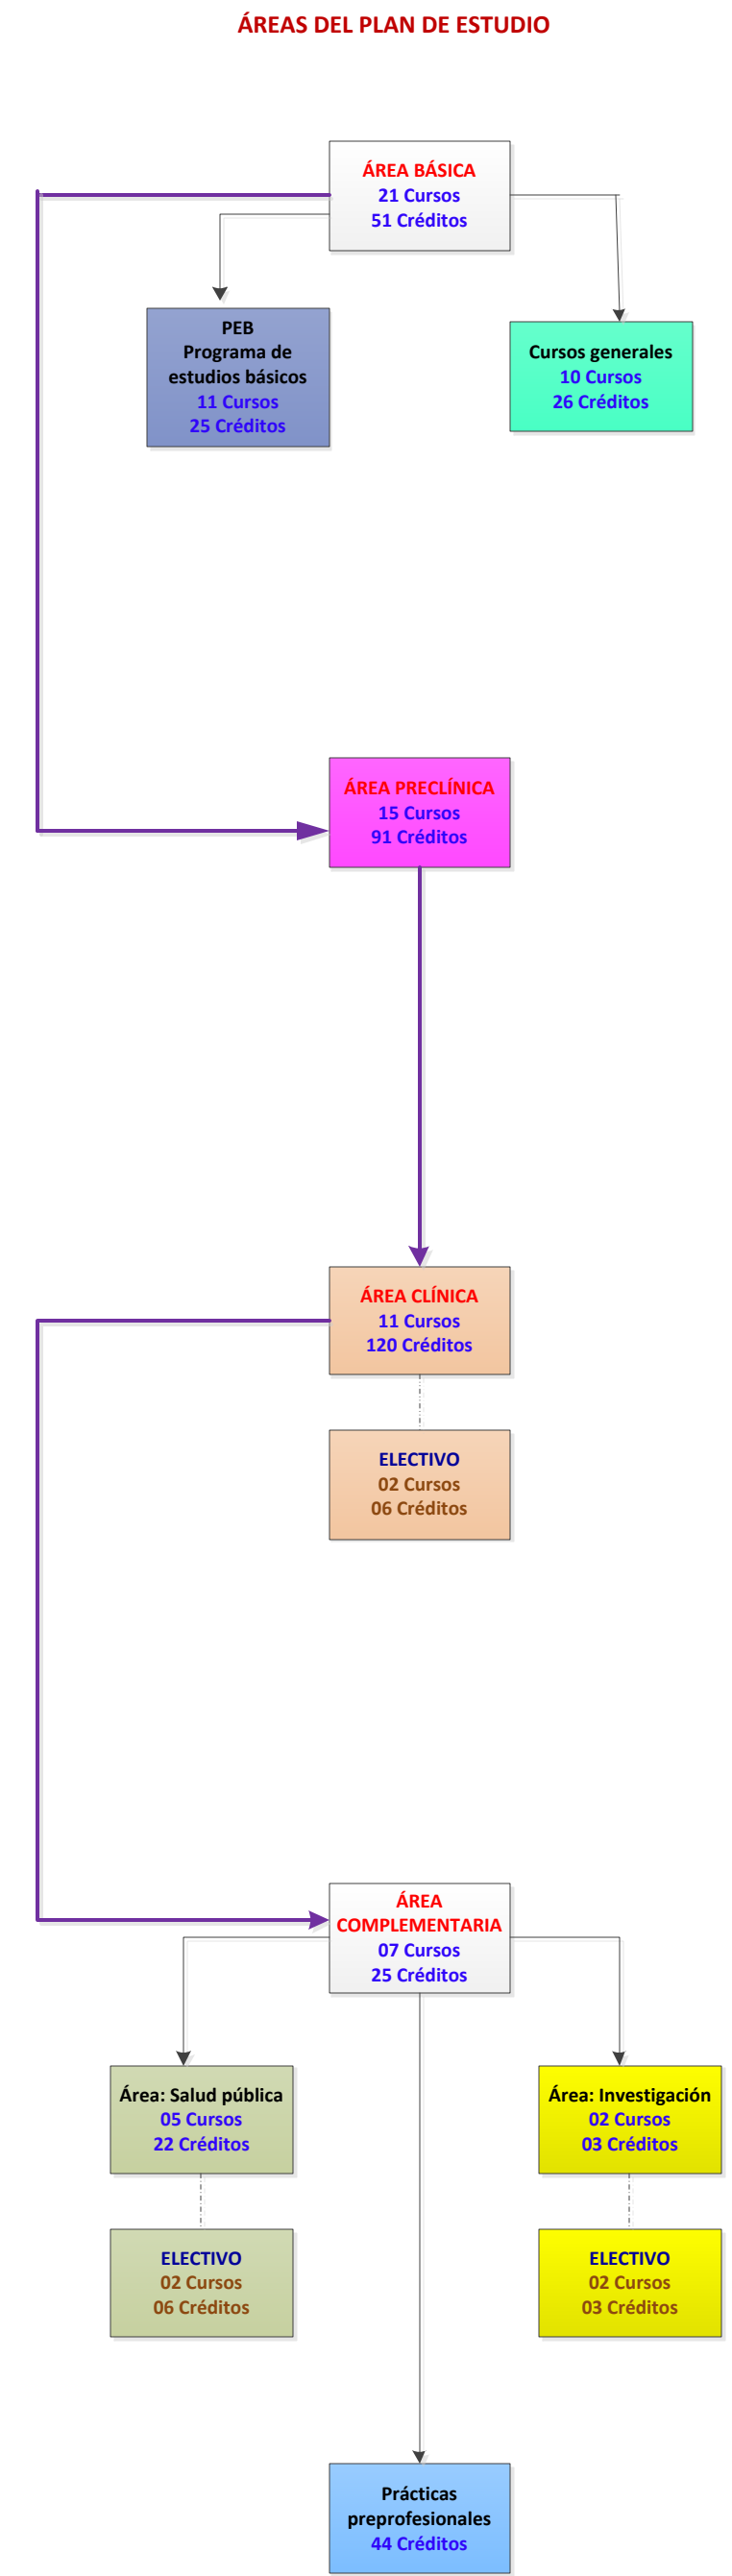 ÁREAS DEL PLAN DE ESTUDIO
ÁREA BÁSICA
21 Cursos
51 Créditos
PEB
Programa de
estudios básicos
11 Cursos
25 Créditos
Cursos generales
10 Cursos
26 Créditos
ÁREA PRECLÍNICA
15 Cursos
91 Créditos
ÁREA CLÍNICA
11 Cursos
120 Créditos
ELECTIVO
02 Cursos
06 Créditos
ÁREA
COMPLEMENTARIA
07 Cursos
25 Créditos
Área: Salud pública
05 Cursos
22 Créditos
Área: Investigación
02 Cursos
03 Créditos
ELECTIVO
02 Cursos
06 Créditos
ELECTIVO
02 Cursos
03 Créditos
Prácticas
preprofesionales
44 Créditos